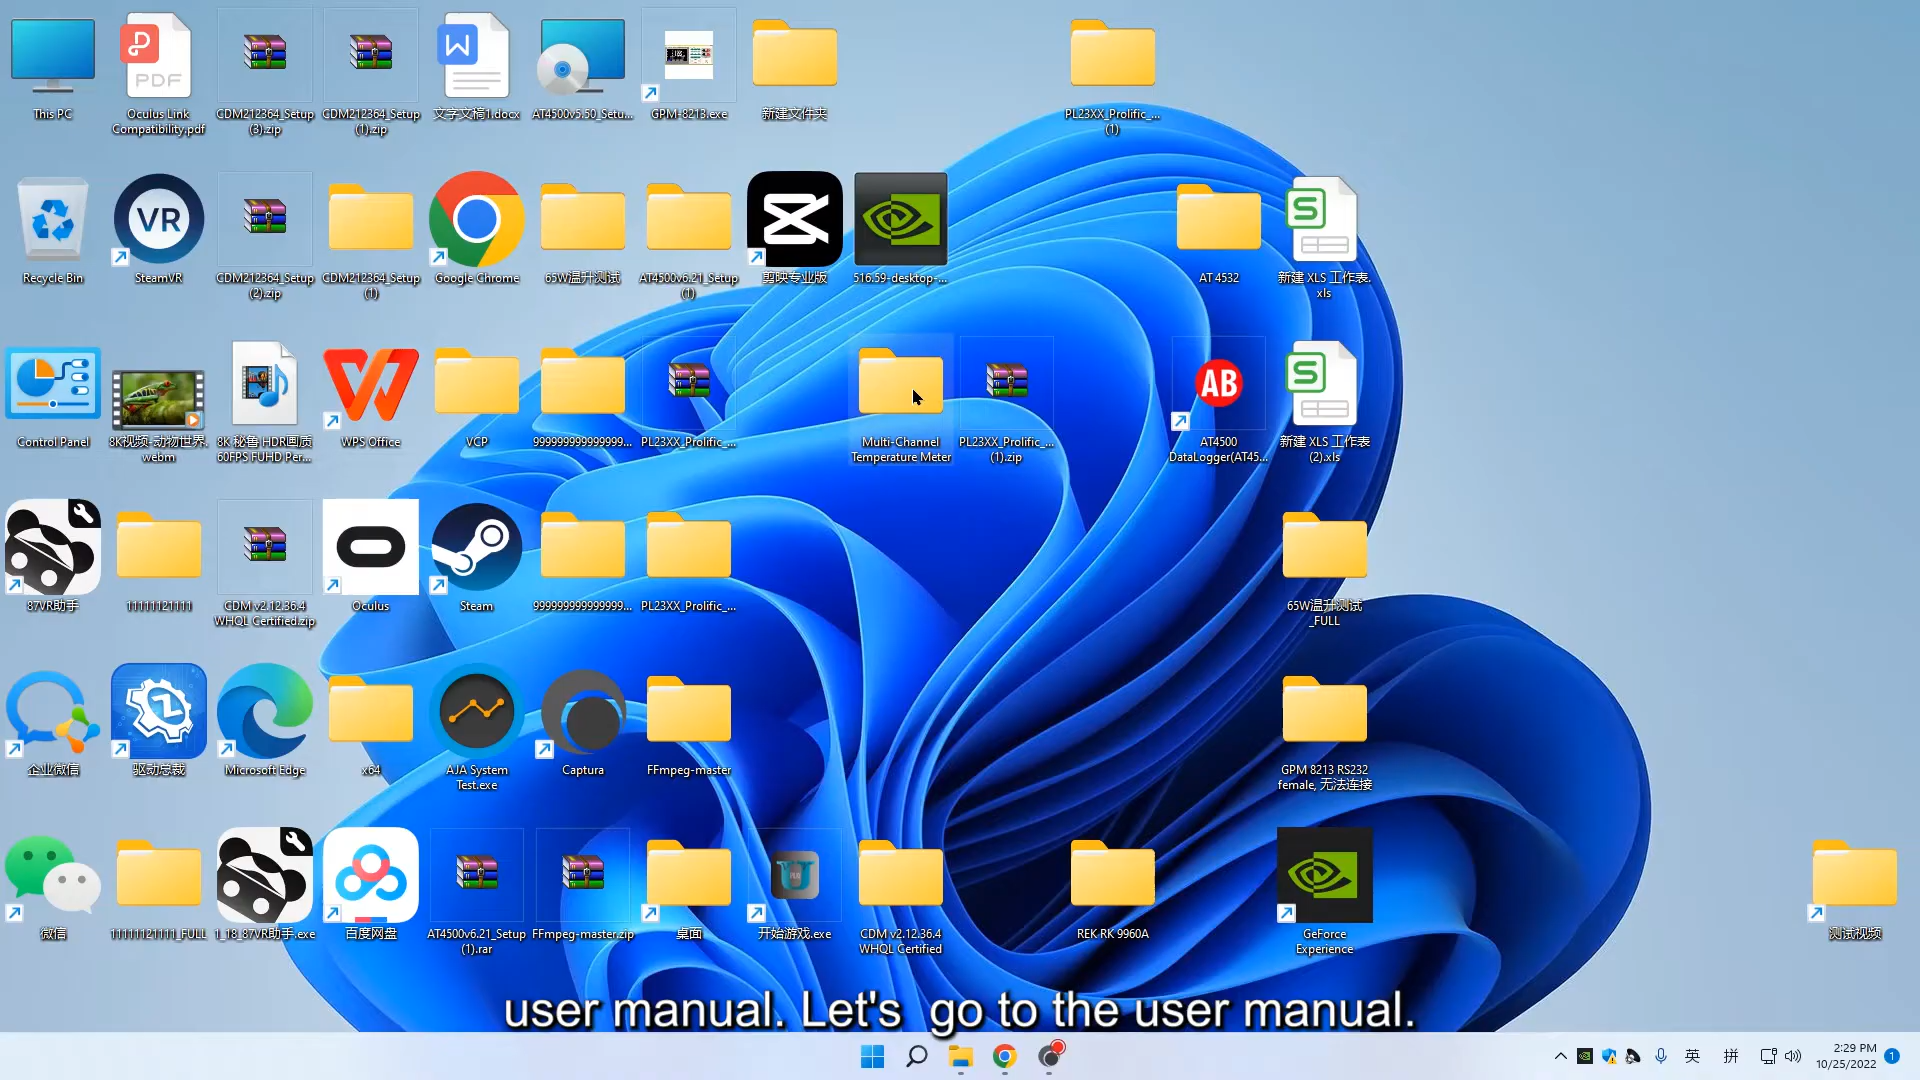 This PC
Oculus Link
Compatibility.pdf
PDF
CDM212364_Setup
(3).zip
CDM212364_Setup
(1).zip
文字文稿1.docx
AT4500v5.50_Setu...
GPM-8213.exe
新建文件夹
PL23XX_Prolific_...
(1)
Recycle Bin
VR
SteamVR
CDM212364_Setup
(2).zip
CDM212364_Setup
(1)
Google Chrome
65W温升测试
AT4500v6.21_Setup
(1)
剪映专业版
516.59-desktop-...
AT 4532
新建 XLS 工作表.
xls
Control Panel
8K视频-动物世界.
webm
8K 秘鲁 HDR画质
60FPS FUHD Per...
WPS Office
VCP
999999999999999...
PL23XX_Prolific_...
Multi-Channel
Temperature Meter
PL23XX_Prolific_...
(1).zip
AB
AT4500
DataLogger(AT45...
新建 XLS 工作表
(2).xls
87VR助手
11111121111
CDM v2.12.36.4
WHQL Certified.zip
Oculus
Steam
999999999999999...
PL23XX_Prolific_...
65W温升测试
_FULL
企业微信
驱动总裁
Microsoft Edge
x64
AJA System
Test.exe
Captura
FFmpeg-master
GPM 8213 RS232
female, 无法连接
微信
11111121111_FULL
1_18_87VR助手.exe
百度网盘
AT4500v6.21_Setup
(1).rar
FFmpeg-master.zip
桌面
开始游戏.exe
CDM v2.12.36.4
WHQL Certified
REK RK 9960A
GeForce
Experience
测试视频
user manual. Let's go to the user manual.
英
拼
2:29 PM
10/25/2022
1